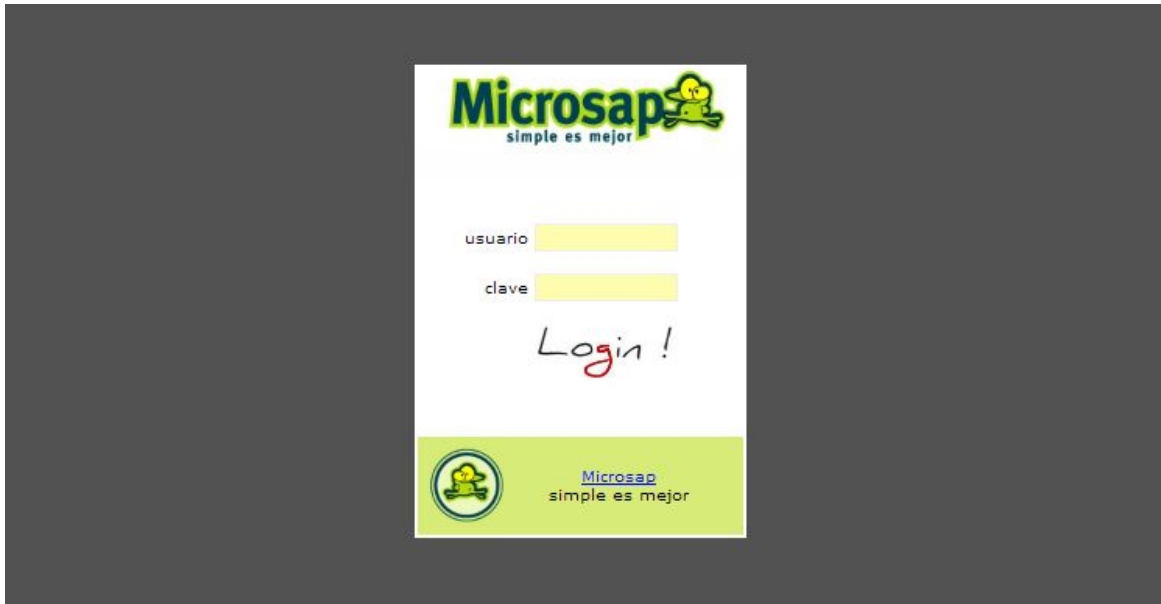 Microsap
simple es mejor
usuario
clave
Login !
Microsap
simple es mejor